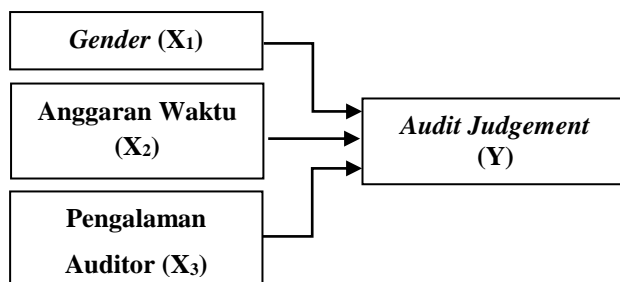 Gender (X₁)
Anggaran Waktu
(X₂)
Audit Judgement
(Y)
Pengalaman
Auditor (X₃)